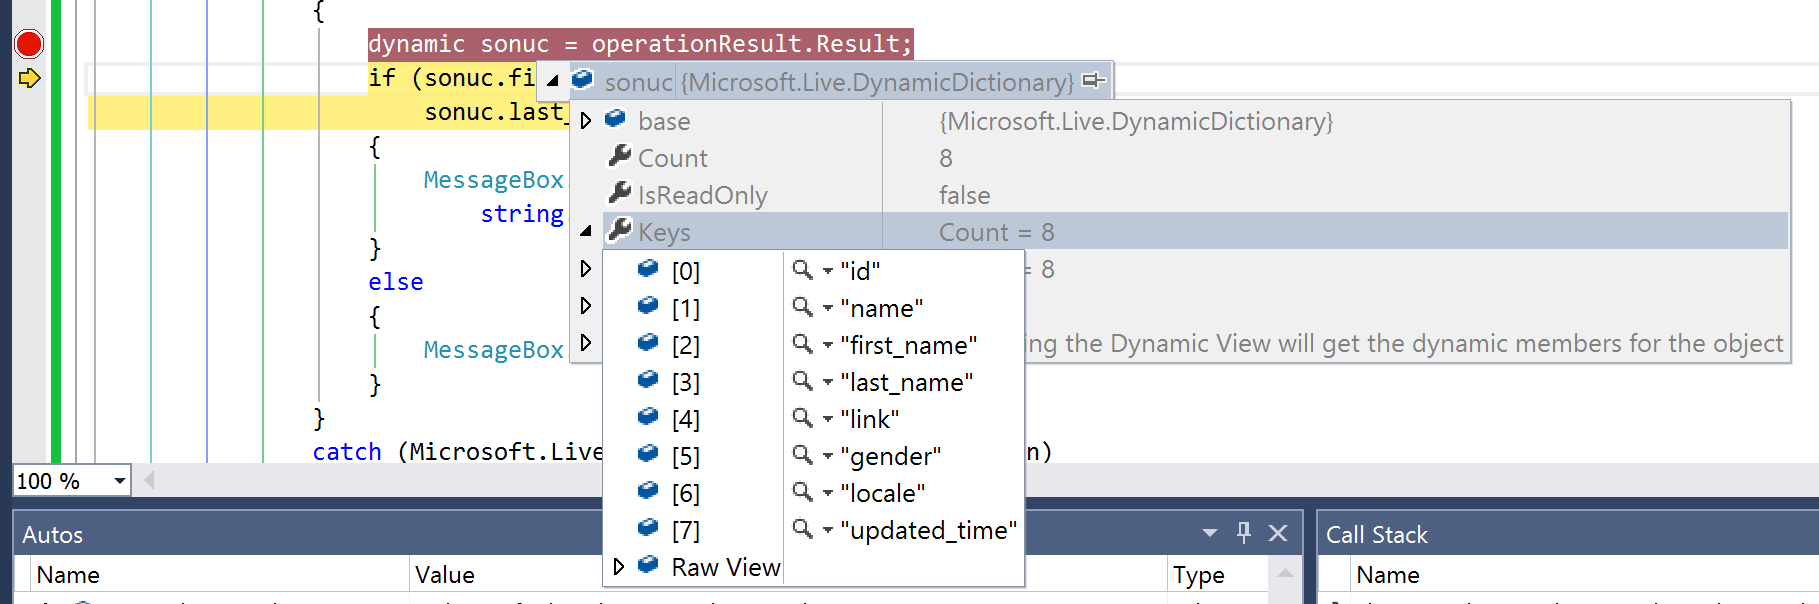 {
dynamic sonuc = operationResult.Result;
if (sonuc.fi
sonuc {Microsoft.Live.DynamicDictionary}
sonuc.last_
base {Microsoft.Live.DynamicDictionary}
{
Count 8
MessageBox.
IsReadOnly false
string.
Keys Count = 8
}
[0] "id"
= 8
else
[1] "name"
{
[2] "first_name"
ing the Dynamic View will get the dynamic members for the object
MessageBox.
[3] "last_name"
}
[4] "link"
}
[5] "gender"
catch (Microsoft.Live
n)
[6] "locale"
100 %
[7] "updated_time"
Raw View
Autos
Name Value Type
Call Stack
Name